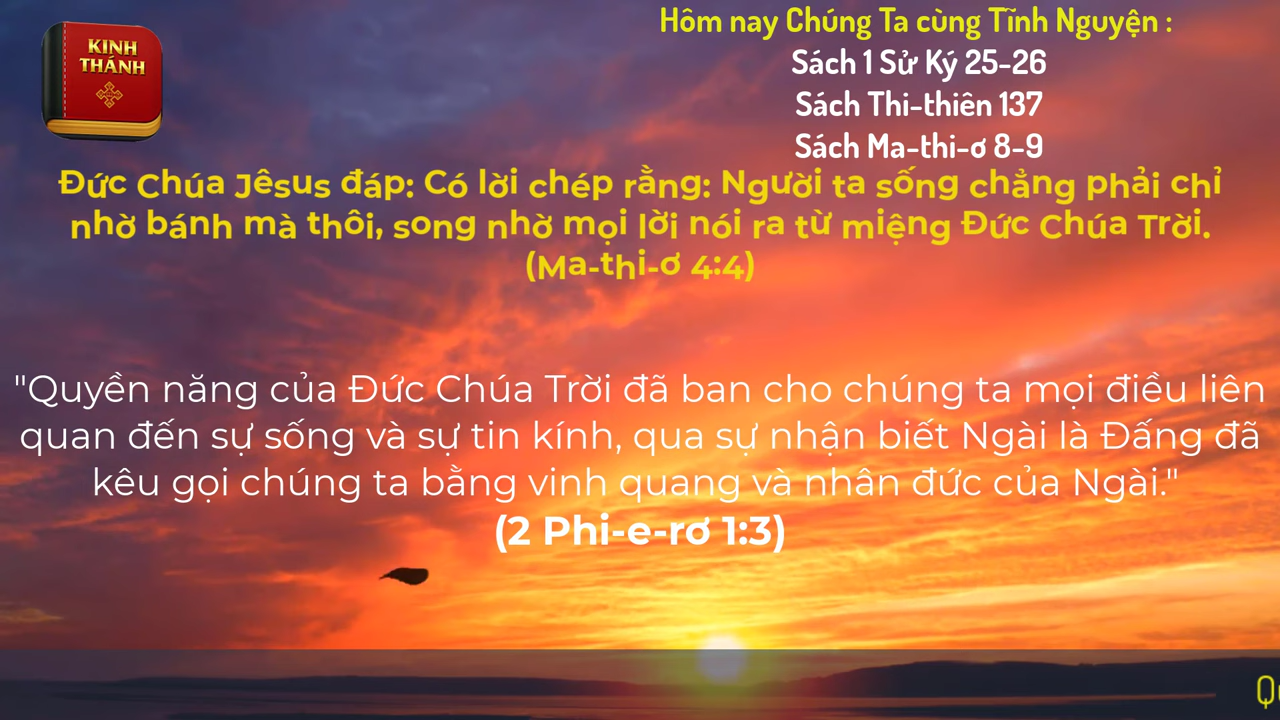 KINH
THÁNH
Hôm nay Chúng Ta cùng Tĩnh Nguyện :
Sách 1 Sử Ký 25-26
Sách Thi-thiên 137
Sách Ma-thi-ơ 8-9
Đức Chúa Jêsus đáp: Có lời chép rằng: Người ta sống chẳng phải chỉ
nhờ bánh mà thôi, song nhờ mọi lời nói ra từ miệng Đức Chúa Trời.
(Ma-thi-ơ 4:4)
"Quyền năng của Đức Chúa Trời đã ban cho chúng ta mọi điều liên
quan đến sự sống và sự tin kính, qua sự nhận biết Ngài là Đấng đã
kêu gọi chúng ta bằng vinh quang và nhân đức của Ngài."
(2 Phi-e-rơ 1:3)